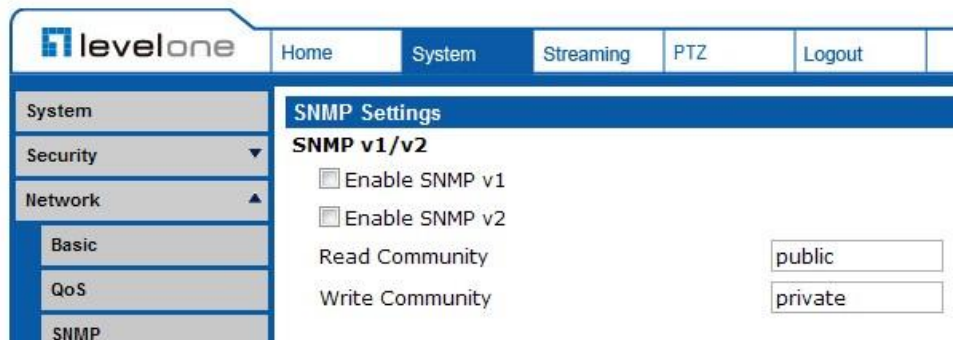 levelone
Home System Streaming PTZ Logout
System
Security
Network
Basic
QoS
SNMP
SNMP Settings
SNMP v1/v2
Enable SNMP v1
Enable SNMP v2
Read Community public
Write Community private